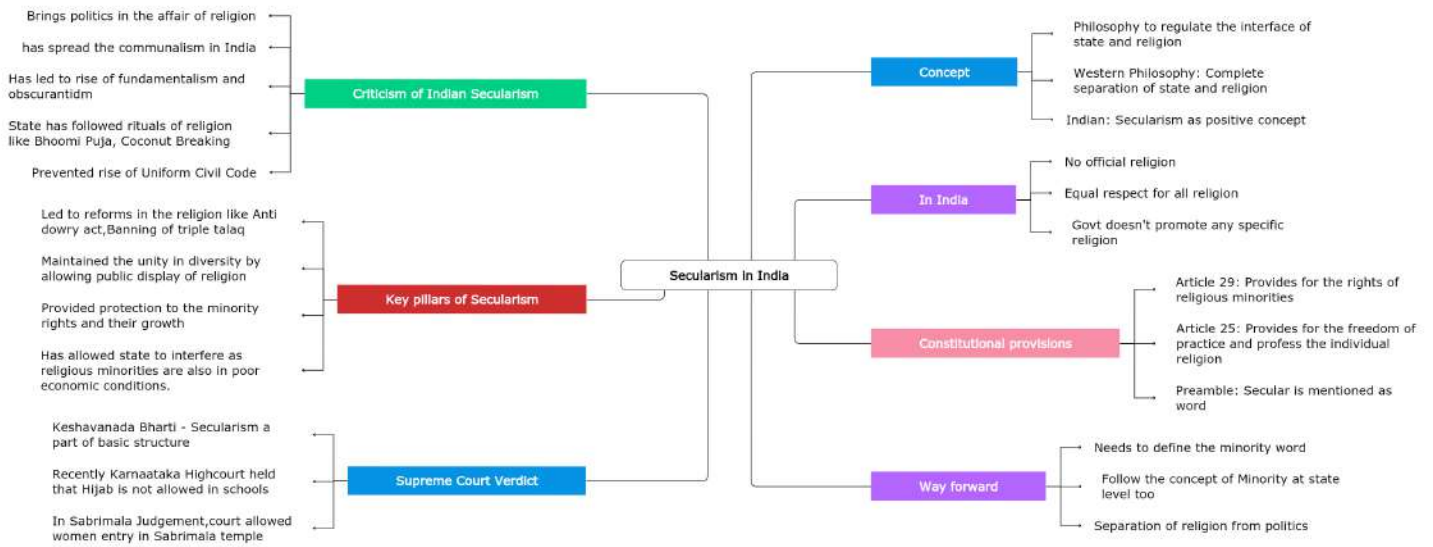 Secularism in India
Criticism of Indian Secularism
Brings politics in the affair of religion
has spread the communalism in India
Has led to rise of fundamentalism and
obscurantidm
State has followed rituals of religion
like Bhoomi Puja, Coconut Breaking
Prevented rise of Uniform Civil Code
Key pillars of Secularism
Led to reforms in the religion like Anti
dowry act,Banning of triple talaq
Maintained the unity in diversity by
allowing public display of religion
Provided protection to the minority
rights and their growth
Has allowed state to interfere as
religious minorities are also in poor
economic conditions.
Supreme Court Verdict
Keshavanada Bharti - Secularism a
part of basic structure
Recently Karnaataka Highcourt held
that Hijab is not allowed in schools
In Sabrimala Judgement,court allowed
women entry in Sabrimala temple
Concept
Philosophy to regulate the interface of
state and religion
Western Philosophy: Complete
separation of state and religion
Indian: Secularism as positive concept
In India
No official religion
Equal respect for all religion
Govt doesn't promote any specific
religion
Constitutional provisions
Article 29: Provides for the rights of
religious minorities
Article 25: Provides for the freedom of
practice and profess the individual
religion
Preamble: Secular is mentioned as
word
Way forward
Needs to define the minority word
Follow the concept of Minority at state
level too
Separation of religion from politics